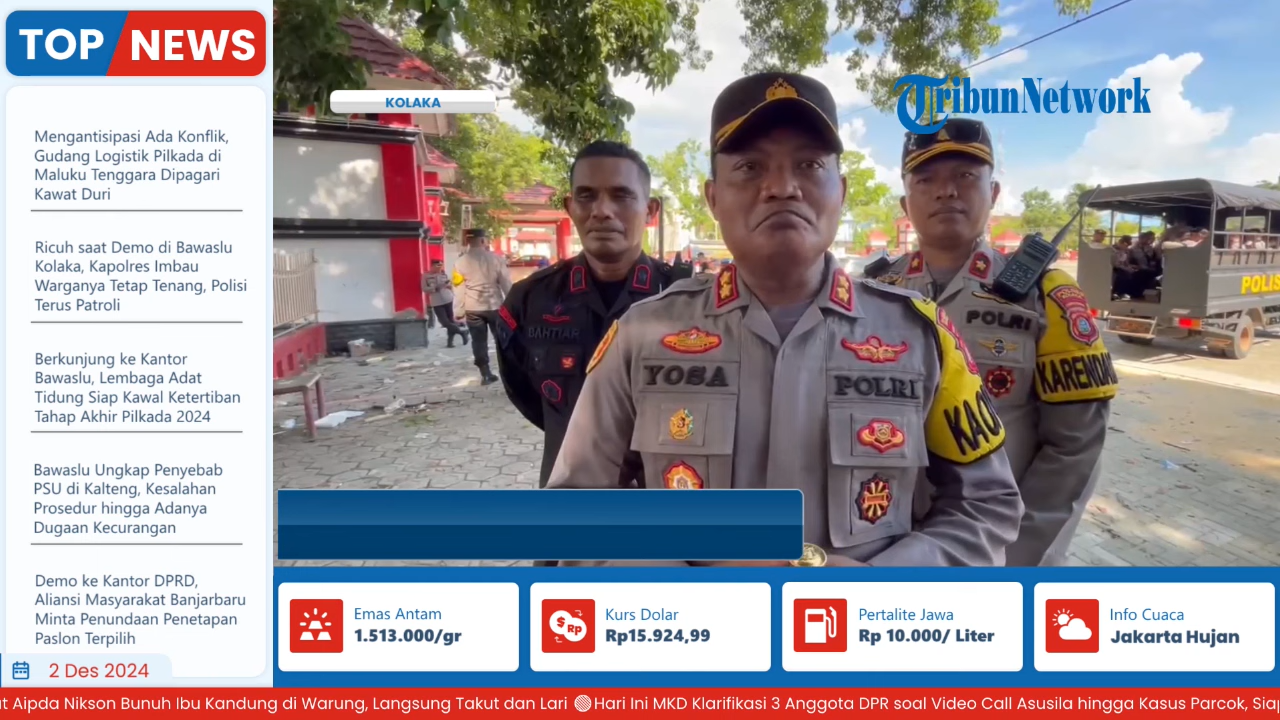 TOP NEWS
Mengantisipasi Ada Konflik,
Gudang Logistik Pilkada di
Maluku Tenggara Dipagari
Kawat Duri
Ricuh saat Demo di Bawaslu
Kolaka, Kapolres Imbau
Warganya Tetap Tenang, Polisi
Terus Patroli
Berkunjung ke Kantor
Bawaslu, Lembaga Adat
Tidung Siap Kawal Ketertiban
Tahap Akhir Pilkada 2024
Bawaslu Ungkap Penyebab
PSU di Kalteng, Kesalahan
Prosedur hingga Adanya
Dugaan Kecurangan
Demo ke Kantor DPRD,
Aliansi Masyarakat Banjarbaru
Minta Penundaan Penetapan
Paslon Terpilih
2 Des 2024
KOLAKA
TribunNetwork
BAHTIAR
YOSA
POLRI
POLRI
KAO
KARENDA
POLIS
Emas Antam
1.513.000/gr
$ Rp
Kurs Dolar
Rp15.924,99
Pertalite Jawa
Rp 10.000/ Liter
Info Cuaca
Jakarta Hujan
t Aipda Nikson Bunuh Ibu Kandung di Warung, Langsung Takut dan Lari Hari Ini MKD Klarifikasi 3 Anggota DPR soal Video Call Asusila hingga Kasus Parcok, Siap